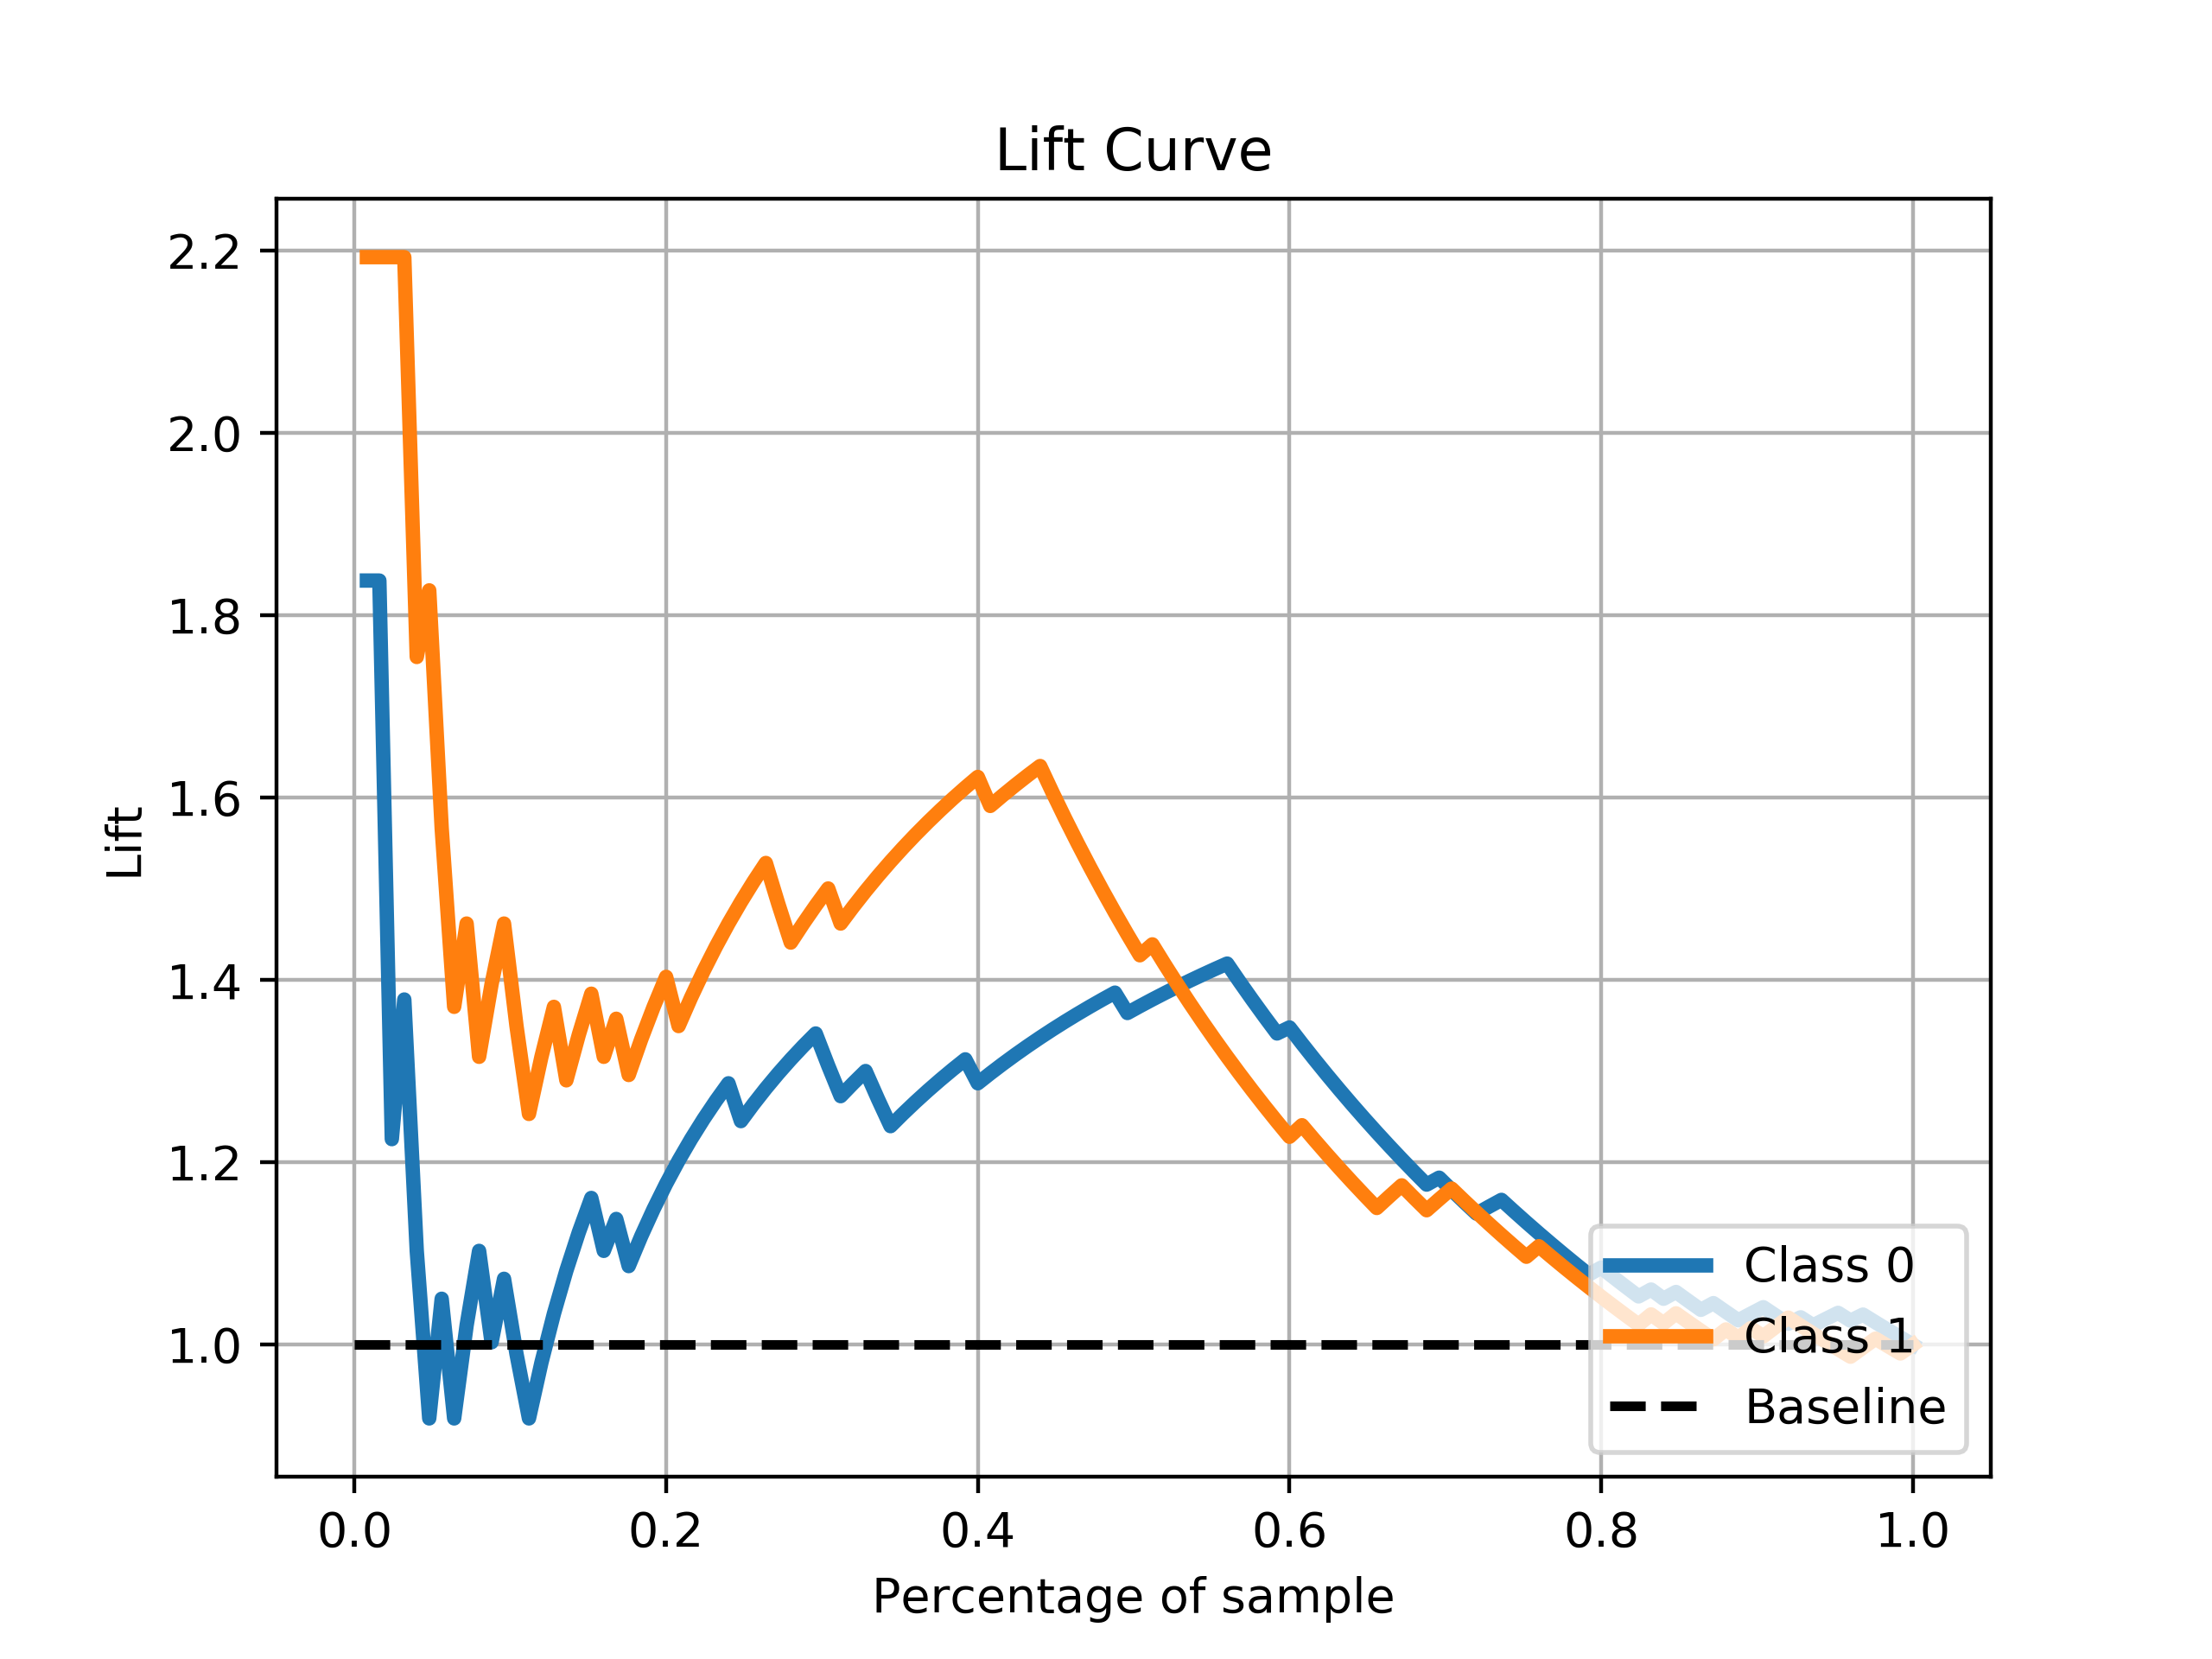 Lift Curve
2.2
2.0
1.8
1.6
1.4
1.2
1.0
Lift
0.0 0.2 0.4 0.6 0.8 1.0
Percentage of sample
Class 0
Class 1
Baseline